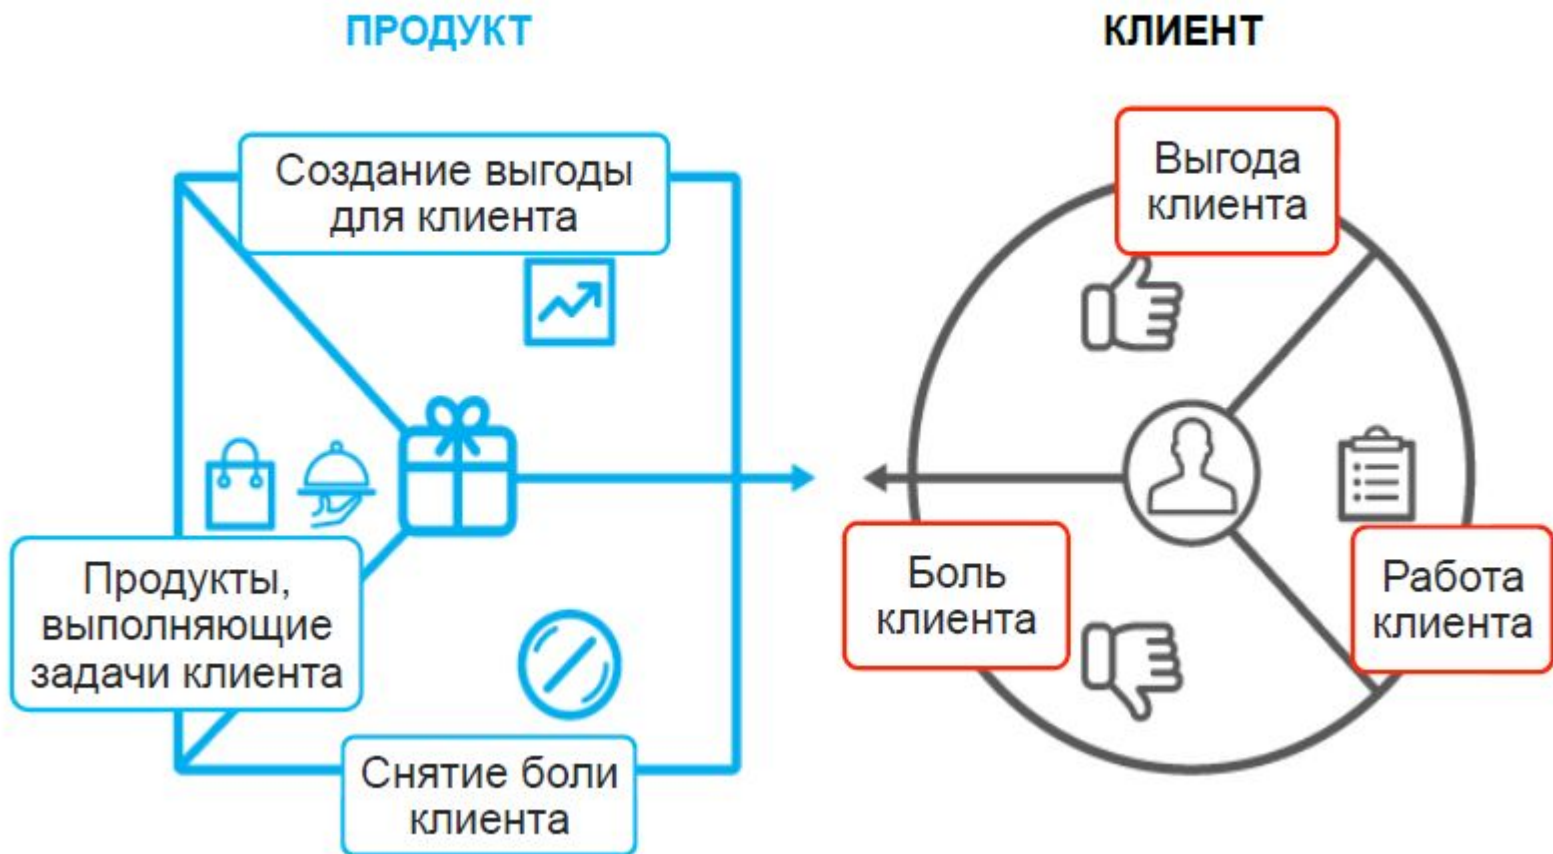 ПРОДУКТ
КЛИЕНТ
Создание выгоды
для клиента
Продукты,
выполняющие
задачи клиента
Снятие боли
клиента
Выгода
клиента
Боль
клиента
Работа
клиента